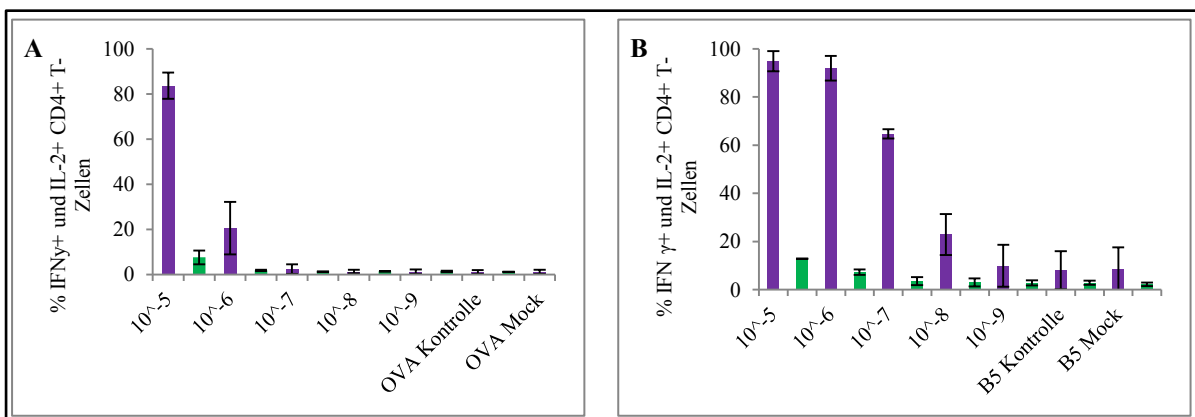 A
% IFNy+ und IL-2+ CD4+ T-
Zellen
100
80
60
40
20
0
10^-5
10^-6
10^-7
10^-8
10^-9
OVA Kontrolle
OVA Mock
B
% IFN γ+ und IL-2+ CD4+ T-
Zellen
100
80
60
40
20
0
10^-5
10^-6
10^-7
10^-8
10^-9
B5 Kontrolle
B5 Mock